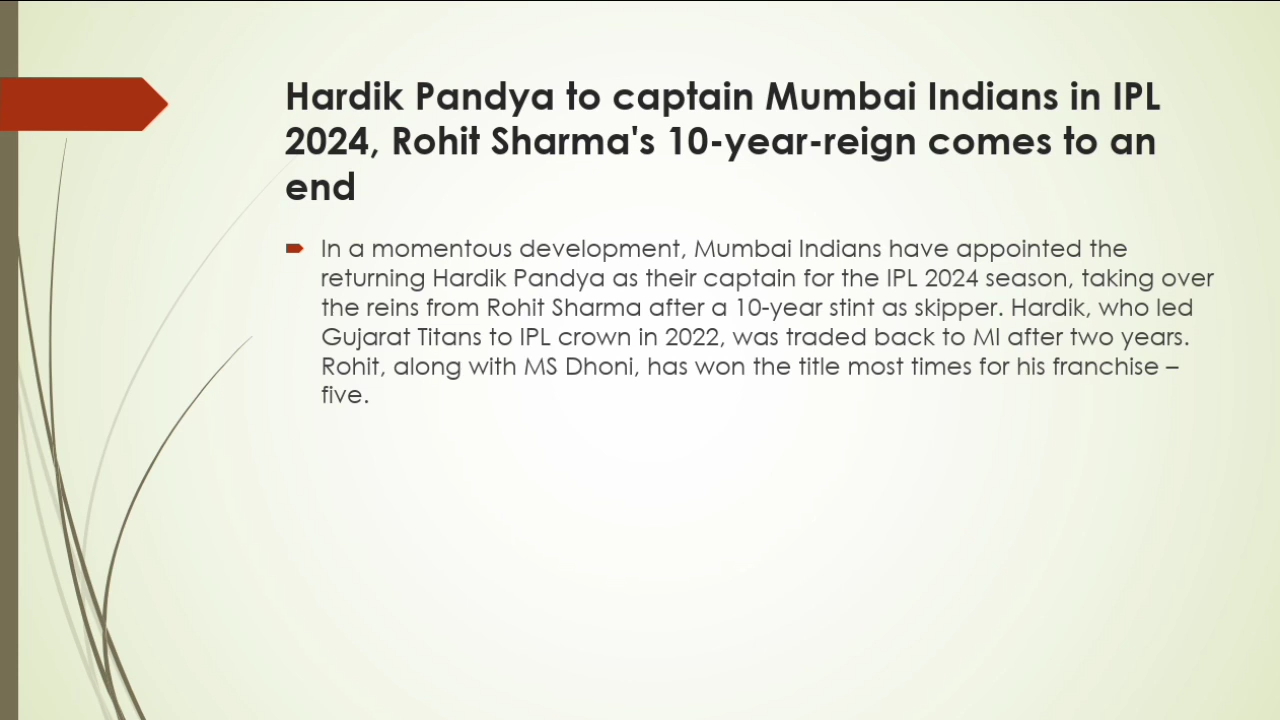 Hardik Pandya to captain Mumbai Indians in IPL
2024, Rohit Sharma's 10-year-reign comes to an
end
In a momentous development, Mumbai Indians have appointed the
returning Hardik Pandya as their captain for the IPL 2024 season, taking over
the reins from Rohit Sharma after a 10-year stint as skipper. Hardik, who led
Gujarat Titans to IPL crown in 2022, was traded back to MI after two years.
Rohit, along with MS Dhoni, has won the title most times for his franchise –
five.